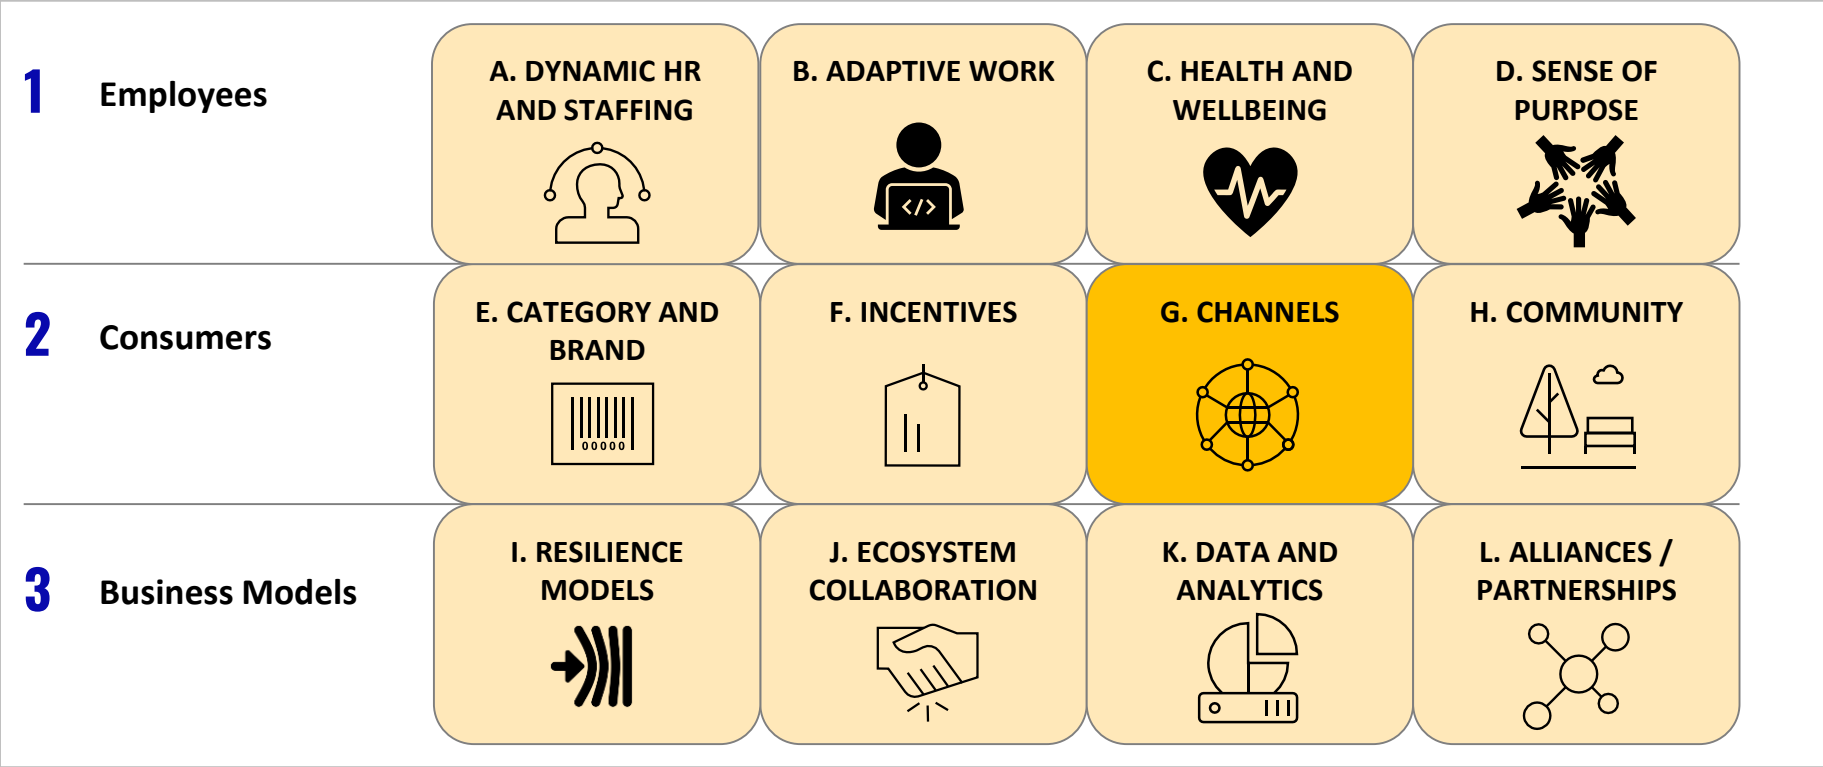 1 Employees
A. DYNAMIC HR
AND STAFFING
B. ADAPTIVE WORK
</>
C. HEALTH AND
WELLBEING
D. SENSE OF
PURPOSE
2 Consumers
E. CATEGORY AND
BRAND
00000
F. INCENTIVES
G. CHANNELS
H. COMMUNITY
3 Business Models
I. RESILIENCE
MODELS
J. ECOSYSTEM
COLLABORATION
K. DATA AND
ANALYTICS
L. ALLIANCES /
PARTNERSHIPS